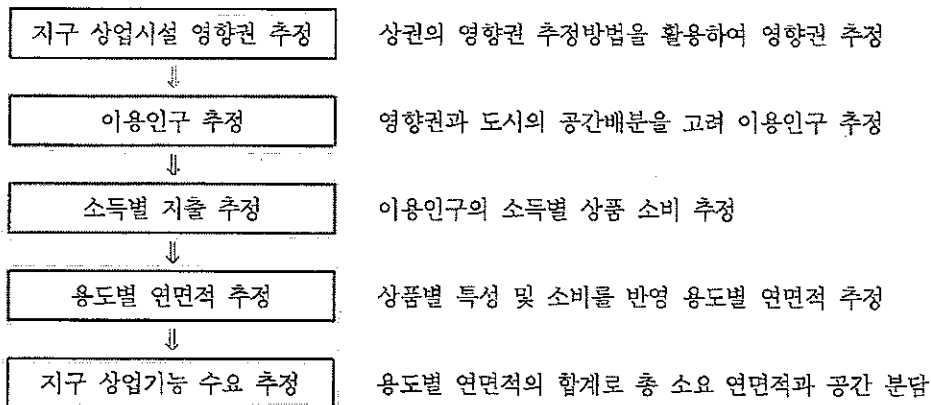 지구 상업시설 영향권 추정 상권의 영향권 추정방법을 활용하여 영향권 추정
⇓
이용인구 추정 영향권과 도시의 공간배분을 고려 이용인구 추정
⇓
소득별 지출 추정 이용인구의 소득별 상품 소비 추정
⇓
용도별 연면적 추정 상품별 특성 및 소비를 반영 용도별 연면적 추정
⇓
지구 상업기능 수요 추정 용도별 연면적의 합계로 총 소요 연면적과 공간 분담